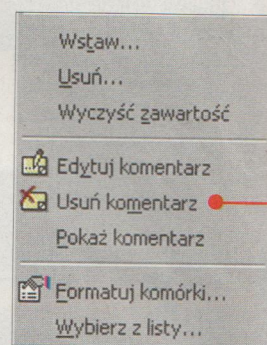 Wstaw...
Usuń...
Wyczyść zawartość
Edytuj komentarz
Usuń komentarz
Pokaż komentarz
Formatuj komórki...
Wybierz z listy...